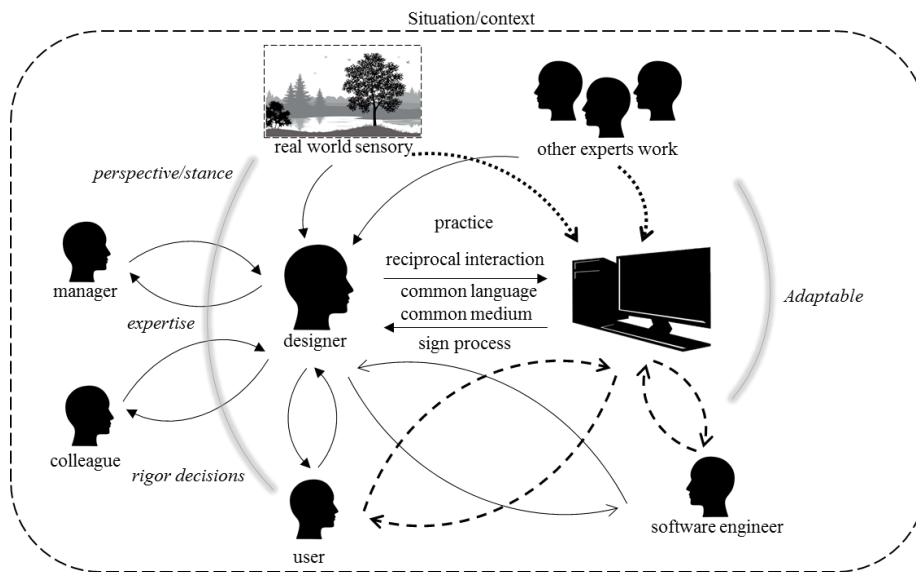 Situation/context
real world sensory
other experts work
perspective/stance
practice
manager
reciprocal interaction
common language
common medium
sign process
expertise
designer
Adaptable
colleague
rigor decisions
user
software engineer